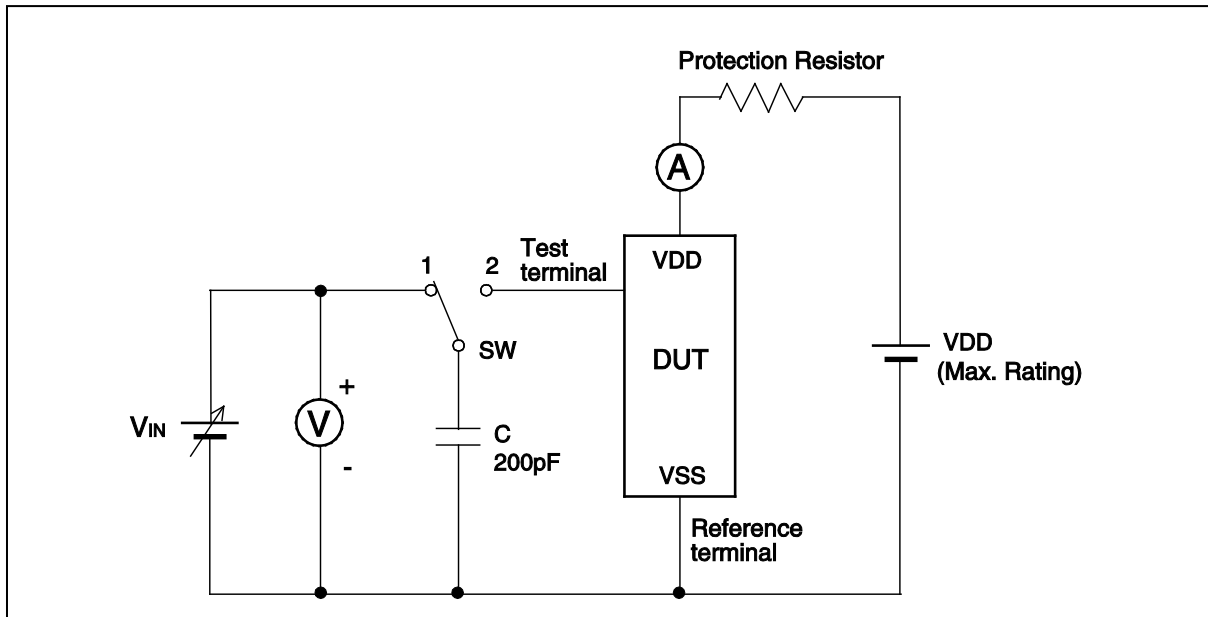 Protection Resistor
A
1
2
Test
terminal
VDD
SW
DUT
VDD
(Max. Rating)
+
V
-
VIN
C
200pF
VSS
Reference
terminal